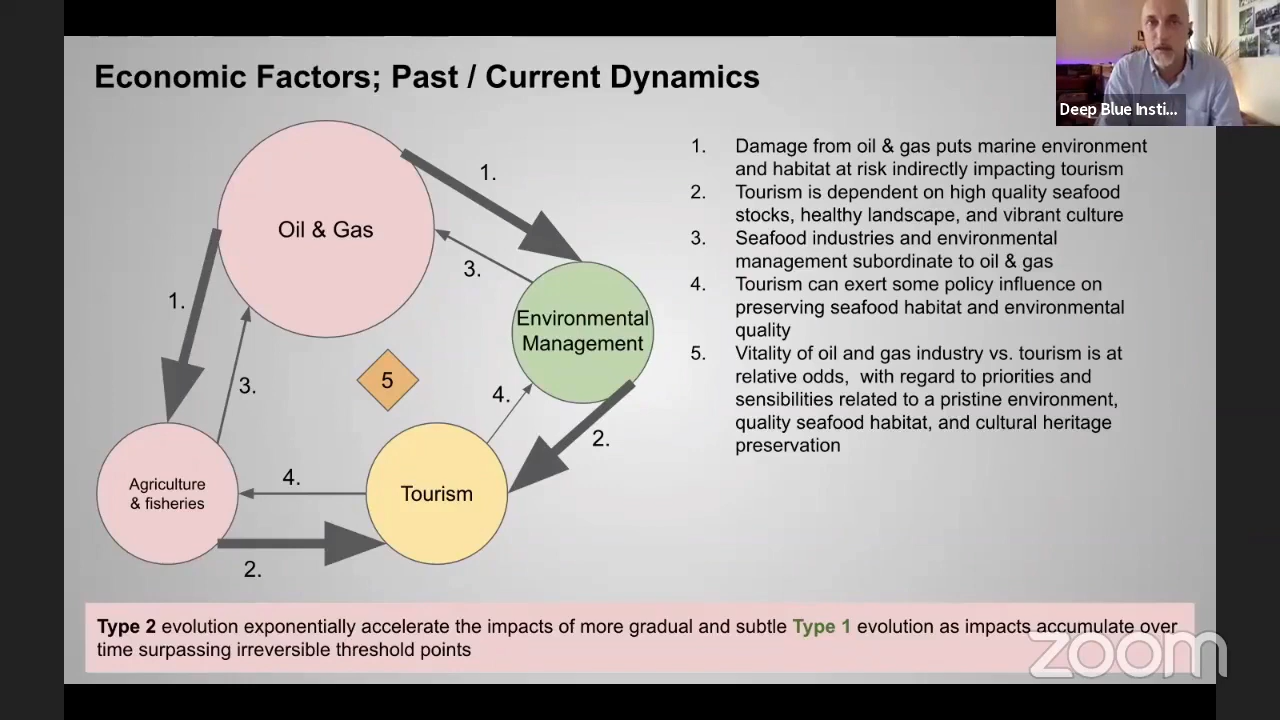 Economic Factors; Past / Current Dynamics
Deep Blue Insti...
Oil & Gas
1.
3.
1.
3.
Environmental
Management
5
4.
2.
Agriculture
& fisheries
4.
Tourism
2.
1. Damage from oil & gas puts marine environment
and habitat at risk indirectly impacting tourism
2. Tourism is dependent on high quality seafood
stocks, healthy landscape, and vibrant culture
3. Seafood industries and environmental
management subordinate to oil & gas
4. Tourism can exert some policy influence on
preserving seafood habitat and environmental
quality
5. Vitality of oil and gas industry vs. tourism is at
relative odds, with regard to priorities and
sensibilities related to a pristine environment,
quality seafood habitat, and cultural heritage
preservation
Type 2 evolution exponentially accelerate the impacts of more gradual and subtle Type 1 evolution as impacts accumulate over
time surpassing irreversible threshold points
zoom